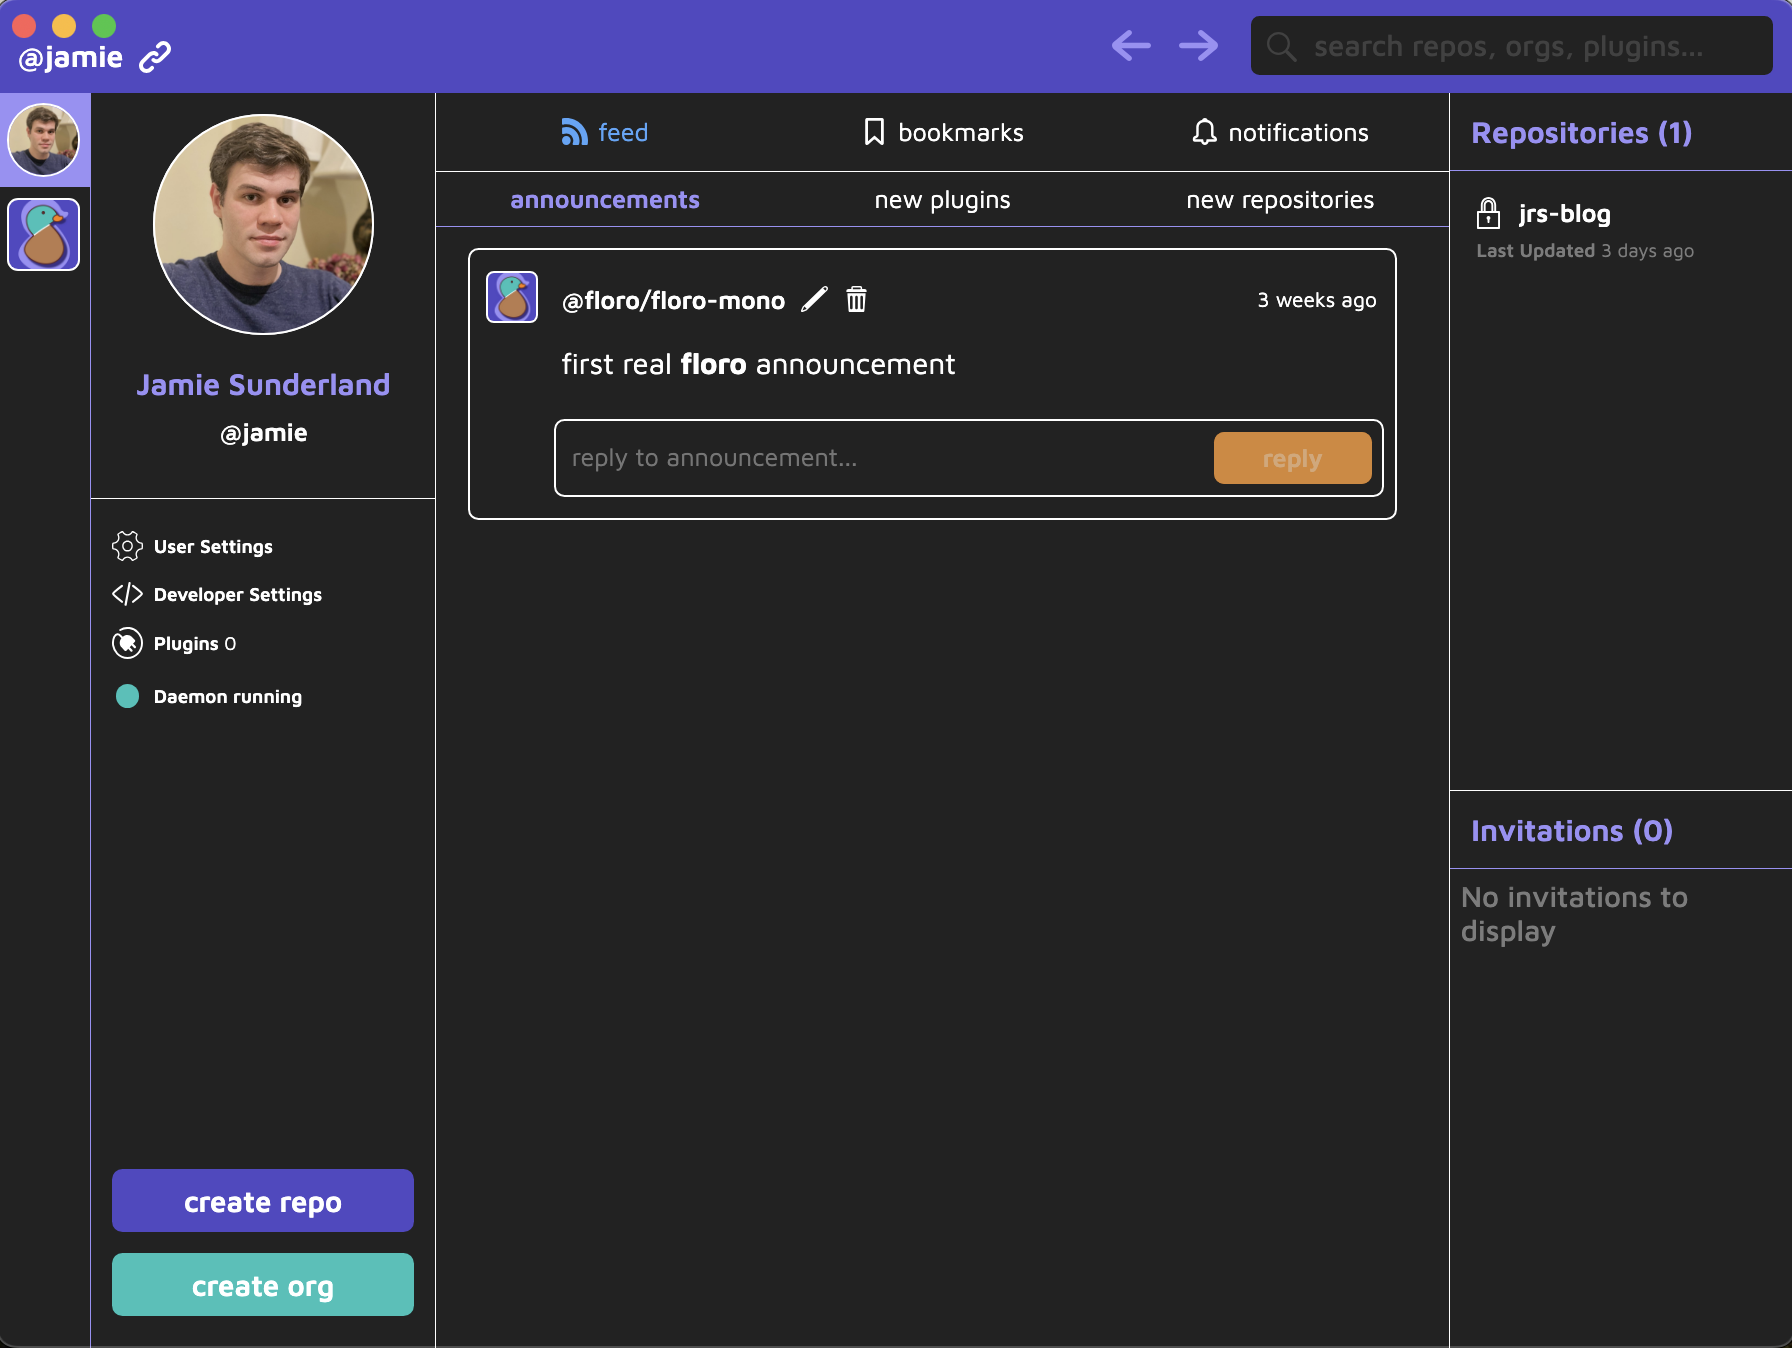 @jamie
search repos, orgs, plugins...
Jamie Sunderland
@jamie
User Settings
Developer Settings
Plugins 0
Daemon running
create repo
create org
feed
bookmarks
notifications
announcements
new plugins
new repositories
@floro/floro-mono
3 weeks ago
first real floro announcement
reply to announcement...
reply
Repositories (1)
jrs-blog
Last Updated 3 days ago
Invitations (0)
No invitations to
display